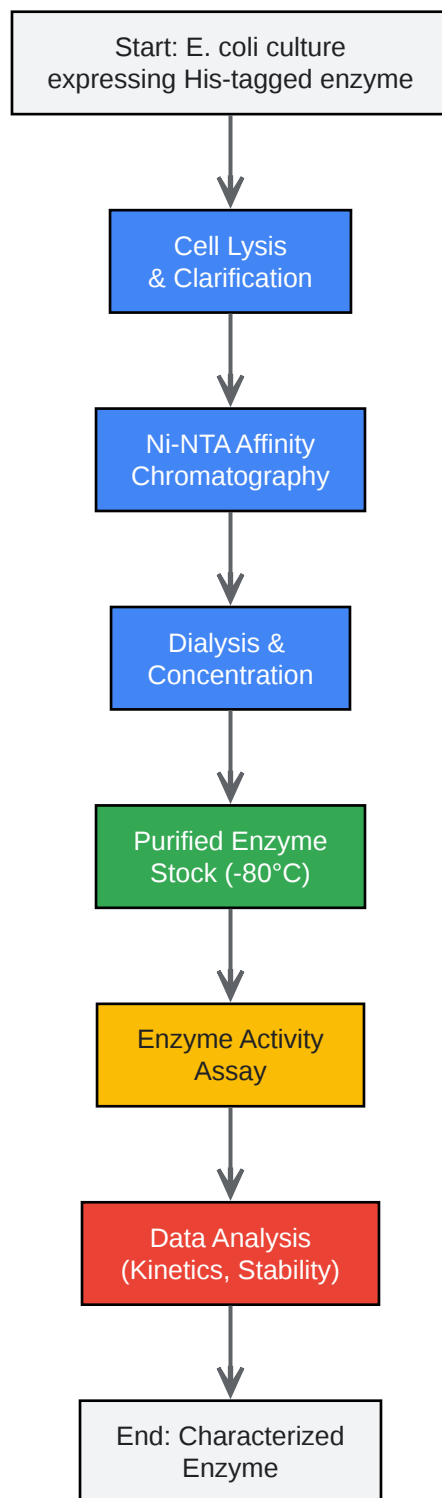 Start: E. coli culture
expressing His-tagged enzyme
Cell Lysis
& Clarification
Ni-NTA Affinity
Chromatography
Dialysis &
Concentration
Purified Enzyme
Stock (-80°C)
Enzyme Activity
Assay
Data Analysis
(Kinetics, Stability)
End: Characterized
Enzyme